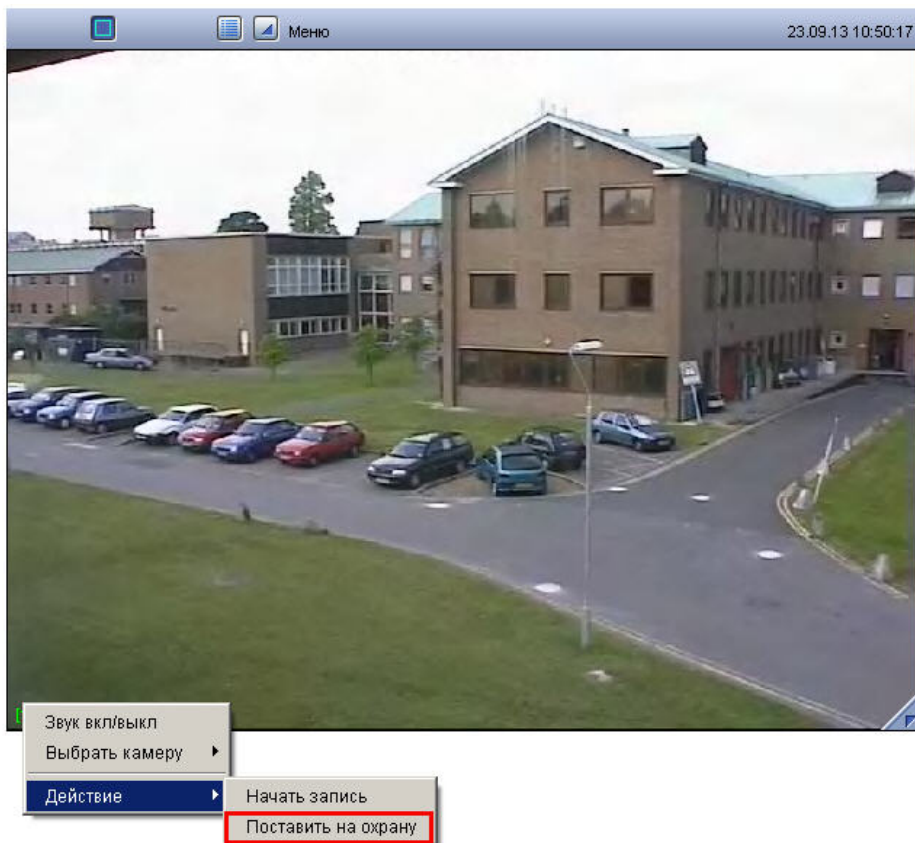 Меню
23.09.13 10:50:17
Звук вкл/выкл
Выбрать камеру
Действие
Начать запись
Поставить на охрану